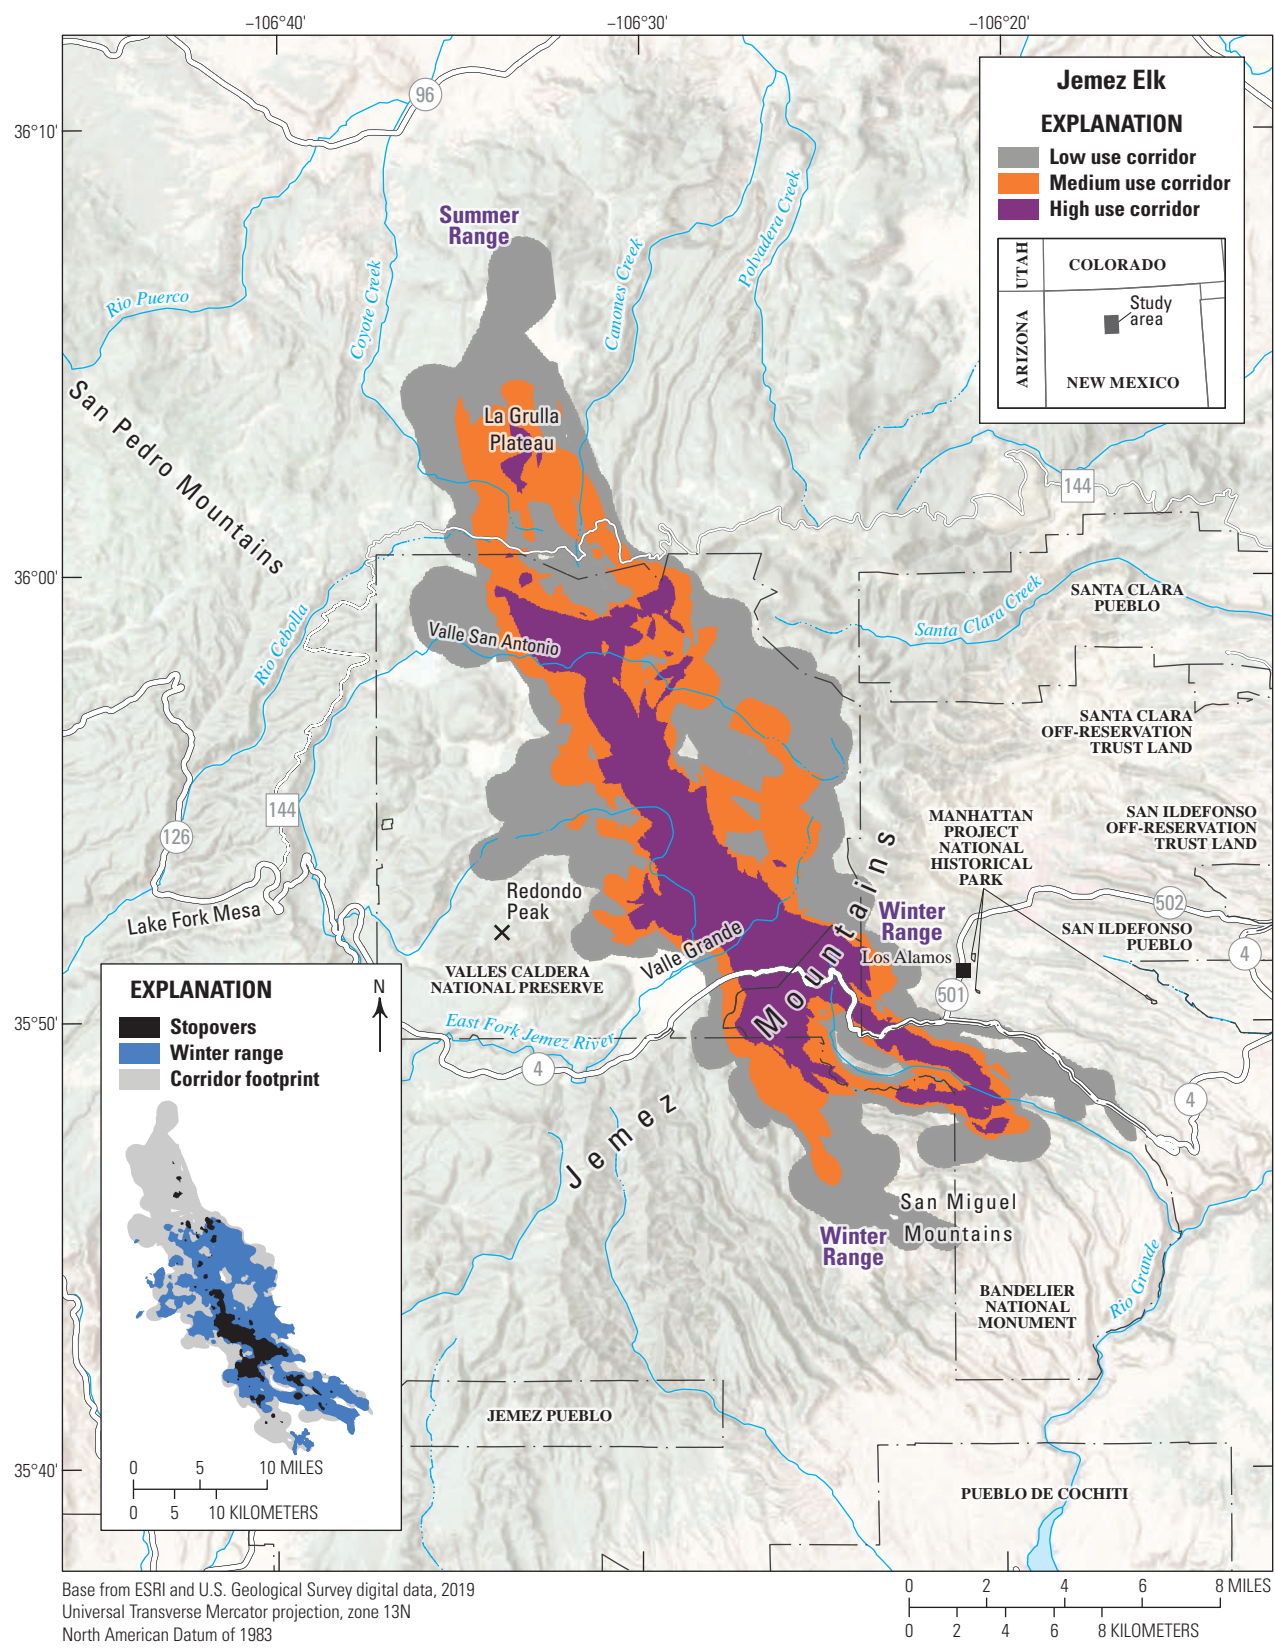 −106°40'
−106°30'
−106°20'
36°10'
36°00'
35°50'
35°40'
Jemez Elk
EXPLANATION
Low use corridor
Medium use corridor
High use corridor
UTAH
COLORADO
ARIZONA
Study
area
NEW MEXICO
96
Summer
Range
Rio Puerco
Coyote Creek
Canones Creek
Polvadera Creek
San Pedro Mountains
La Grulla
Plateau
144
Santa Clara Creek
SANTA CLARA
PUEBLO
Rio Cebolla
Valle San Antonio
SANTA CLARA
OFF-RESERVATION
TRUST LAND
144
126
MANHATTAN
PROJECT
NATIONAL
HISTORICAL
PARK
SAN ILDEFONSO
OFF-RESERVATION
TRUST LAND
Lake Fork Mesa
Redondo
Peak
Winter
Range
502
SAN ILDEFONSO
PUEBLO
4
Valle Grande
Los Alamos
501
VALLES CALDERA
NATIONAL PRESERVE
East Fork Jemez River
4
4
Jemez Mountains
San Miguel
Mountains
Winter
Range
Rio Grande
BANDELIER
NATIONAL
MONUMENT
JEMEZ PUEBLO
PUEBLO DE COCHITI
EXPLANATION
N
Stopovers
Winter range
Corridor footprint
0 5 10 MILES
0 5 10 KILOMETERS
Base from ESRI and U.S. Geological Survey digital data, 2019
Universal Transverse Mercator projection, zone 13N
North American Datum of 1983
0 2 4 6 8 MILES
0 2 4 6 8 KILOMETERS